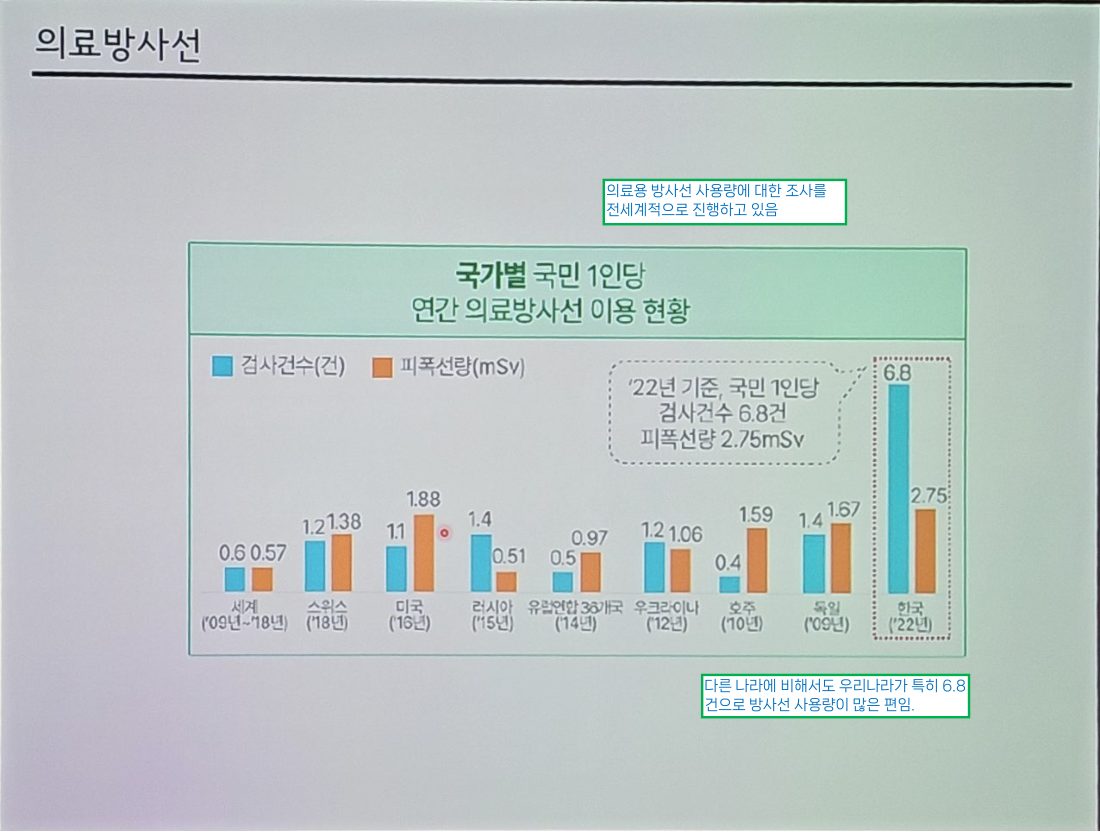 의료방사선
의료용 방사선 사용량에 대한 조사를
전세계적으로 진행하고 있음
국가별 국민 1인당
연간 의료방사선 이용 현황
검사건수(건) 피폭선량(mSv)
'22년 기준, 국민 1인당
검사건수 6.8건
피폭선량 2.75mSv
0.6 0.57
1.2 1.38
1.1 1.88
1.4 0.51
0.5 0.97
1.2 1.06
0.4 1.59
1.4 1.67
6.8 2.75
세계 스위스 미국 러시아 유럽연합 36개국 우크라이나 호주 독일 한국
('09년~'18년) ('18년) ('16년) ('15년) ('14년) ('12년) ('10년) ('09년) ('22년)
다른 나라에 비해서도 우리나라가 특히 6.8
건으로 방사선 사용량이 많은 편임.